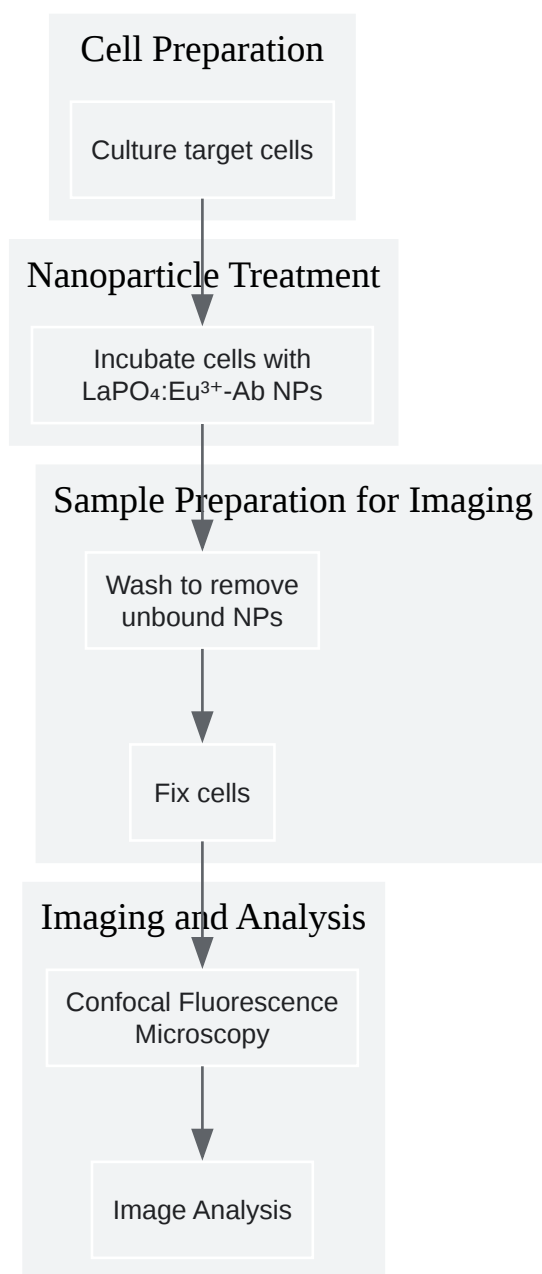 Cell Preparation
Culture target cells
Nanoparticle Treatment
Incubate cells with
LaPO₄:Eu³⁺-Ab NPs
Sample Preparation for Imaging
Wash to remove
unbound NPs
Fix cells
Imaging and Analysis
Confocal Fluorescence
Microscopy
Image Analysis